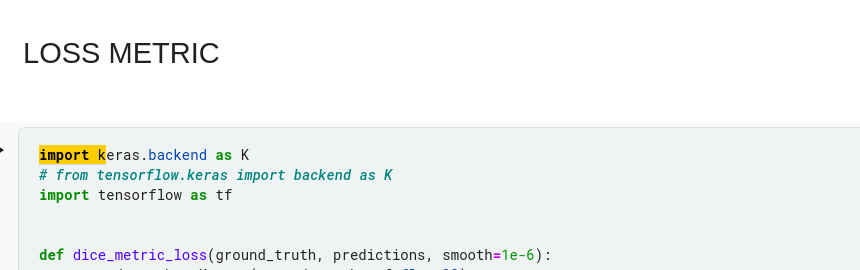 LOSS METRIC
import keras.backend as K
# from tensorflow.keras import backend as K
import tensorflow as tf
def dice_metric_loss(ground_truth, predictions, smooth=1e-6):